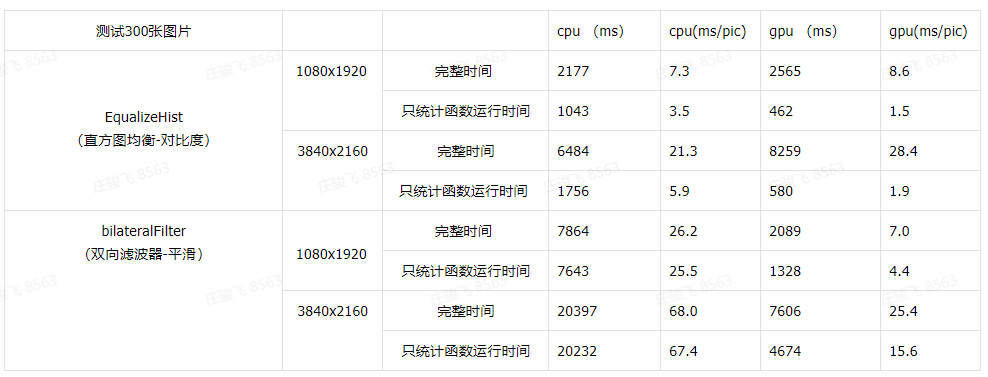 测试300张图片 cpu （ms） cpu(ms/pic) gpu （ms） gpu(ms/pic)
EqualizeHist
（直方图均衡-对比度）
1080x1920 完整时间 2177 7.3 2565 8.6
只统计函数运行时间 1043 3.5 462 1.5
3840x2160 完整时间 6484 21.3 8259 28.4
只统计函数运行时间 1756 5.9 580 1.9
bilateralFilter
（双向滤波器-平滑）
1080x1920 完整时间 7864 26.2 2089 7.0
只统计函数运行时间 7643 25.5 1328 4.4
3840x2160 完整时间 20397 68.0 7606 25.4
只统计函数运行时间 20232 67.4 4674 15.6
庄骏飞 8563